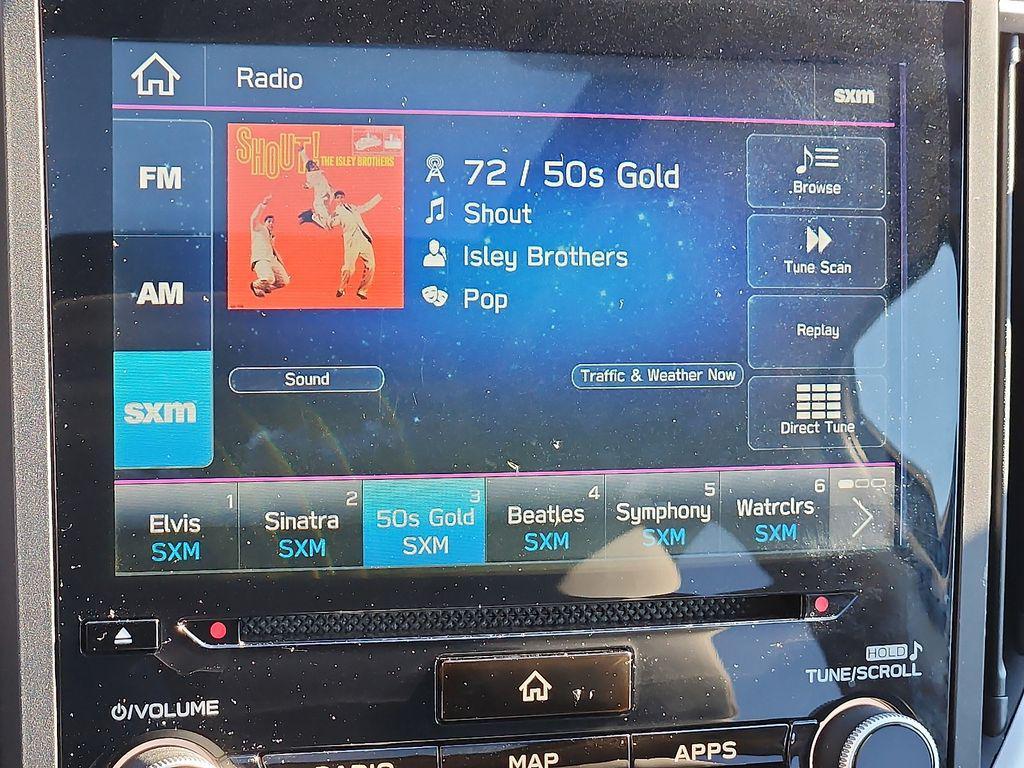 Radio
sxm
FM
AM
sxm
SHOUT!
THE ISLEY BROTHERS
72 / 50s Gold
Shout
Isley Brothers
Pop
Sound
Traffic & Weather Now
Browse
Tune Scan
Replay
Direct Tune
1
Elvis
SXM
2
Sinatra
SXM
3
50s Gold
SXM
4
Beatles
SXM
5
Symphony
SXM
6
Watrclrs
SXM
HOLD
TUNE/SCROLL
/VOLUME
RADIO
MAP
APPS